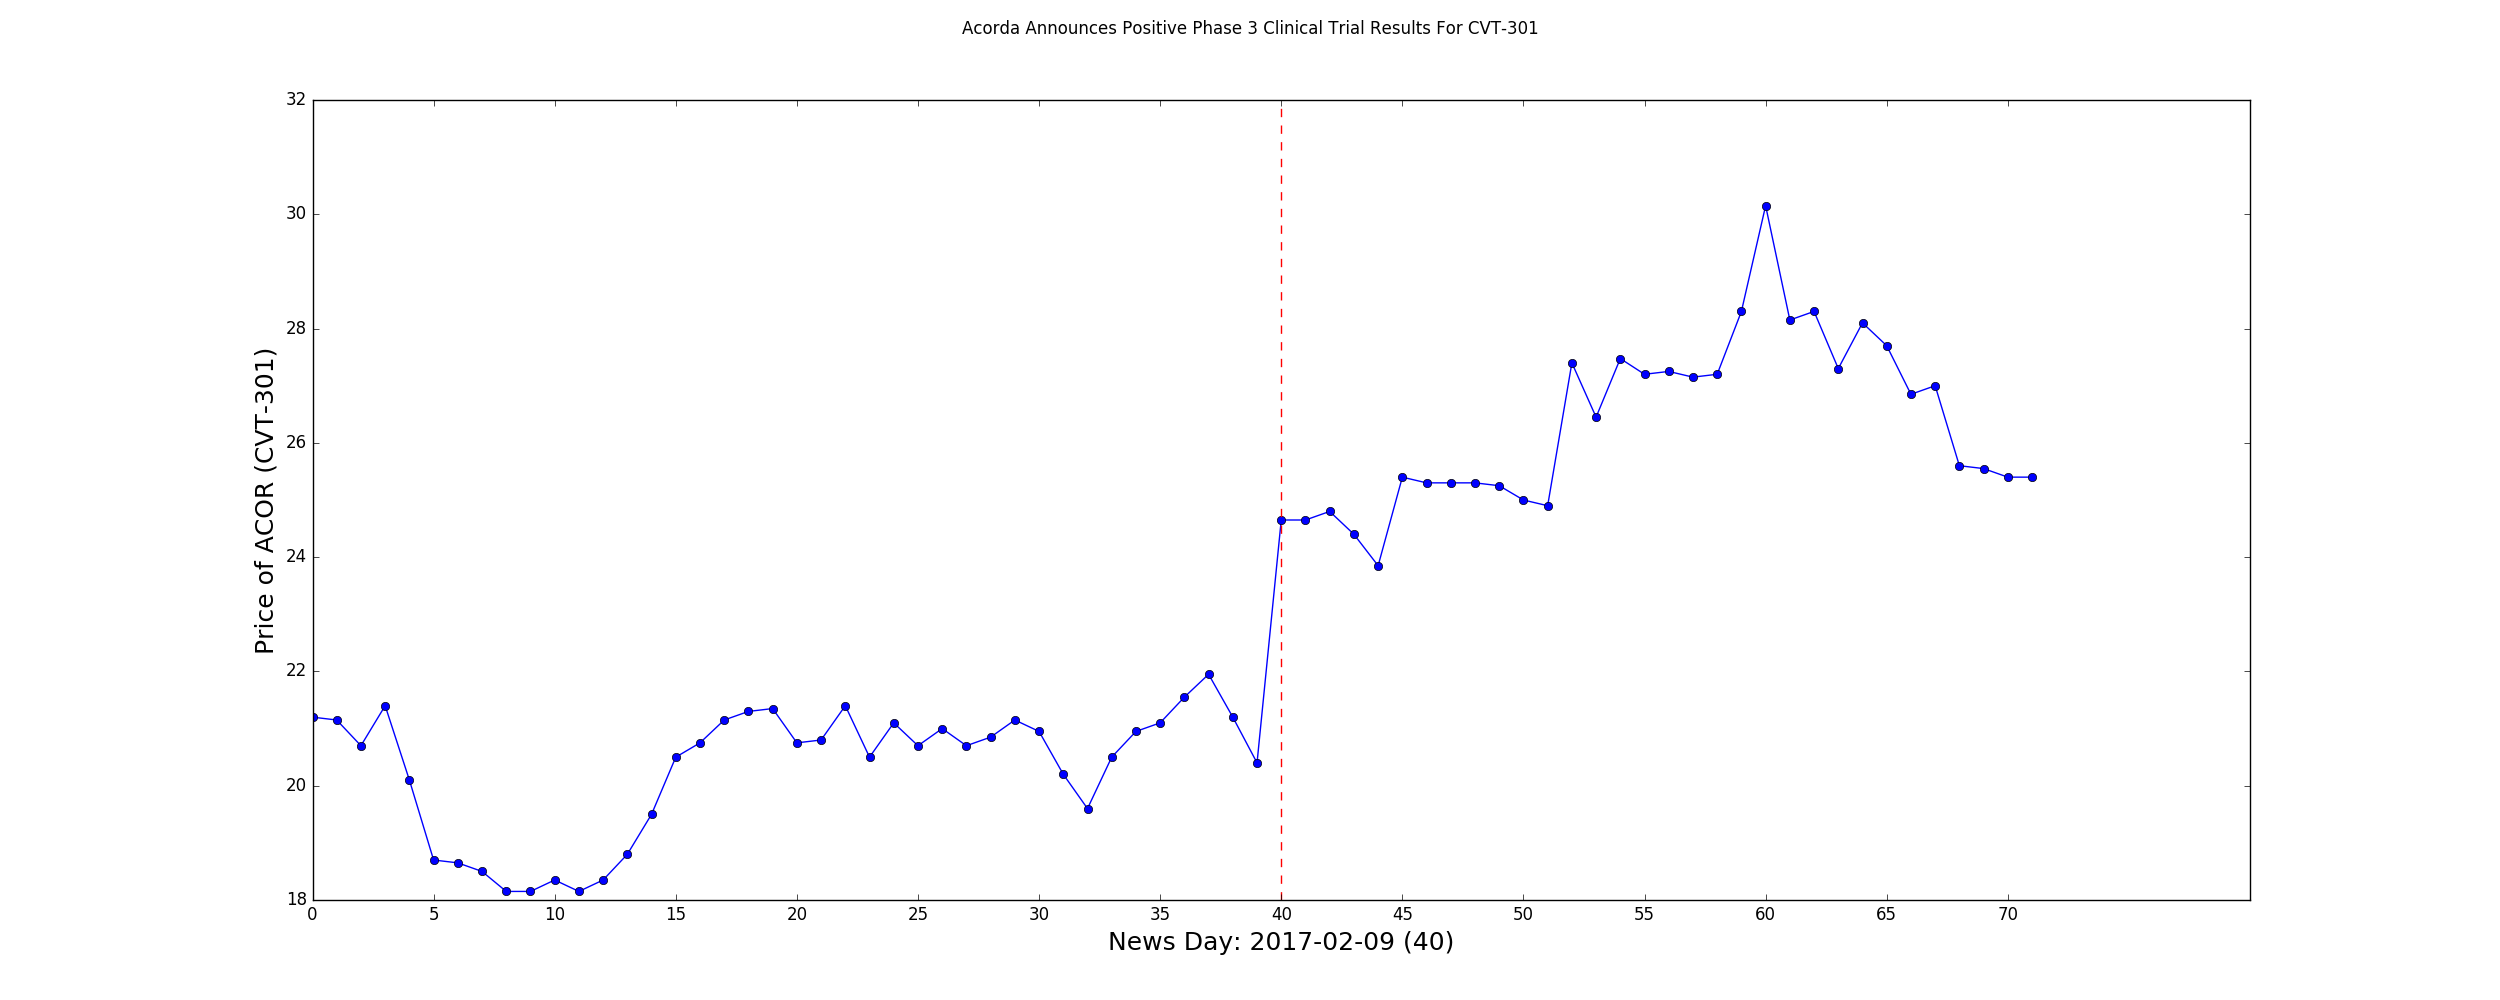 Acorda Announces Positive Phase 3 Clinical Trial Results For CVT-301
Price of ACOR (CVT-301)
32
30
28
26
24
22
20
18
0 5 10 15 20 25 30 35 40 45 50 55 60 65 70
News Day: 2017-02-09 (40)